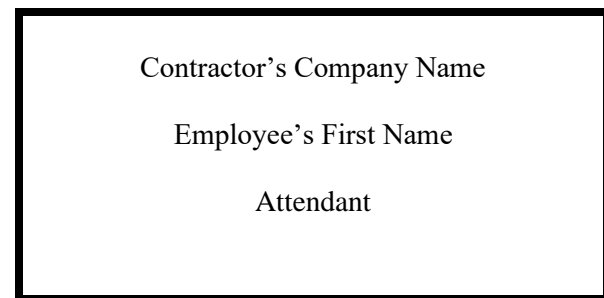 Contractor’s Company Name
Employee’s First Name
Attendant